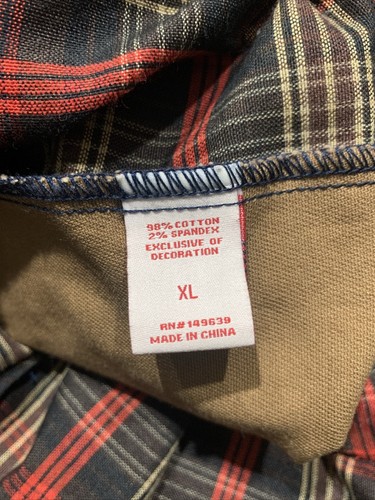 98% COTTON
2% SPANDEX
EXCLUSIVE OF
DECORATION
XL
RN# 149639
MADE IN CHINA